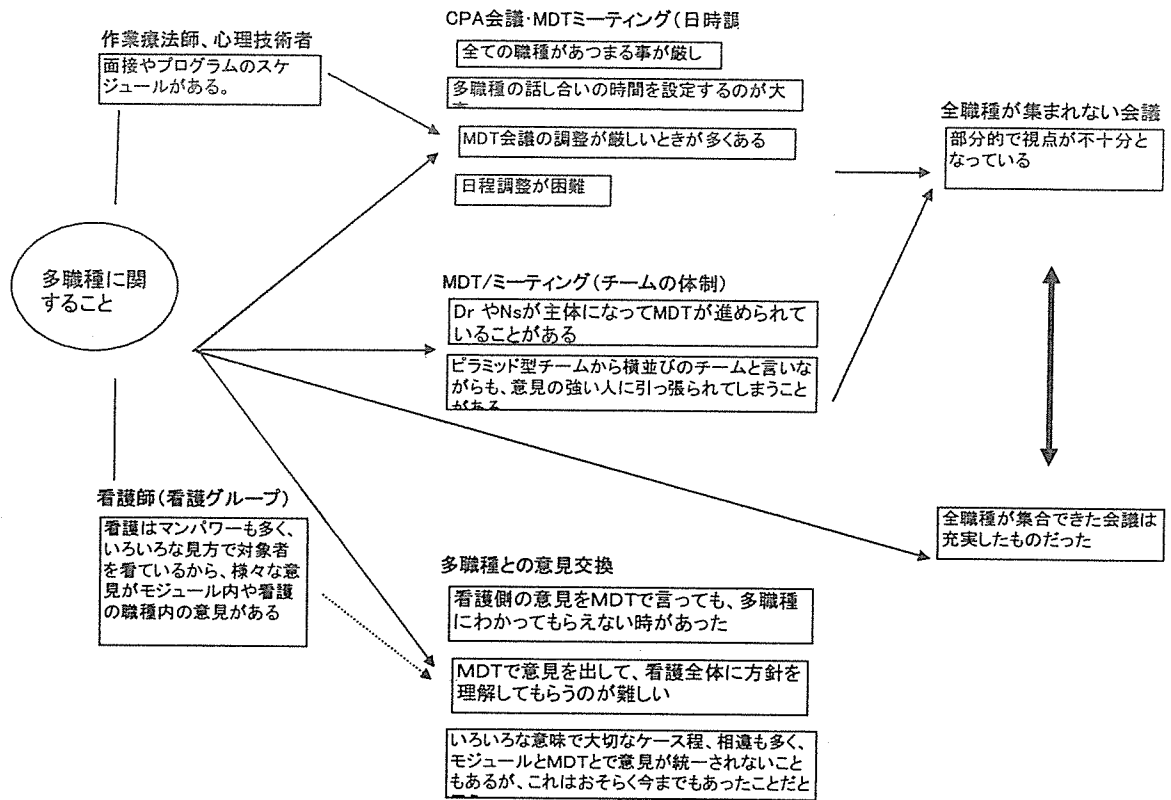 CPA会議・MDTミーティング(日時調
作業療法師、心理技術者
面接やプログラムのスケ
ジュールがある。
全ての職種があつまる事が厳し
多職種の話し合いの時間を設定するのが大
MDT会議の調整が厳しいときが多くある
日程調整が困難
全職種が集まれない会議
部分的で視点が不十分と
なっている
多職種に関
すること
MDT/ミーティング(チームの体制)
Dr やNsが主体になってMDTが進められて
いることがある
ピラミッド型チームから横並びのチームと言いな
がらも、意見の強い人に引っ張られてしまうこと
がある
看護師(看護グループ)
看護はマンパワーも多く、
いろいろな見方で対象者
を看ているから、様々な意
見がモジュール内や看護
の職種内の意見がある
全職種が集合できた会議は
充実したものだった
多職種との意見交換
看護側の意見をMDTで言っても、多職種
にわかってもらえない時があった
MDTで意見を出して、看護全体に方針を
理解してもらうのが難しい
いろいろな意味で大切なケース程、相違も多く、
モジュールとMDTとで意見が統一されないこと
もあるが、これはおそらく今までもあったことだと